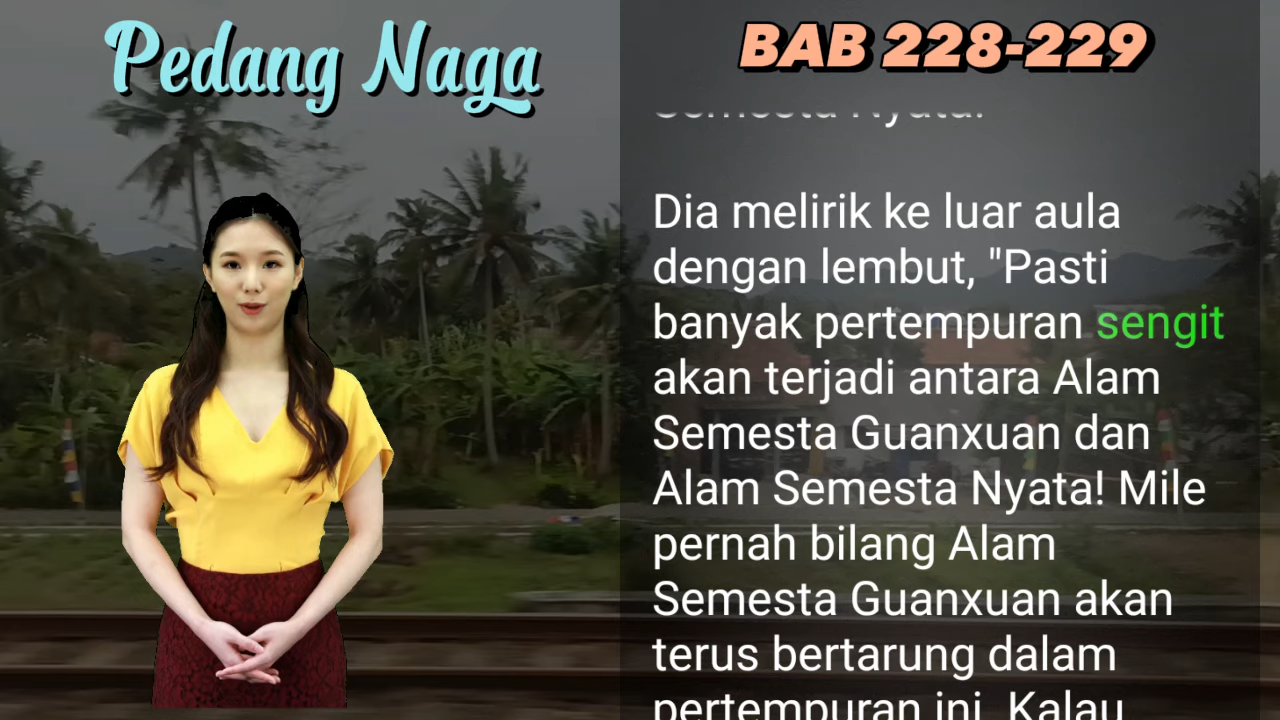 Pedang Naga
BAB 228-229
Semesta Nyata!
Dia melirik ke luar aula
dengan lembut, "Pasti
banyak pertempuran sengit
akan terjadi antara Alam
Semesta Guanxuan dan
Alam Semesta Nyata! Mile
pernah bilang Alam
Semesta Guanxuan akan
terus bertarung dalam
pertempuran ini. Kalau